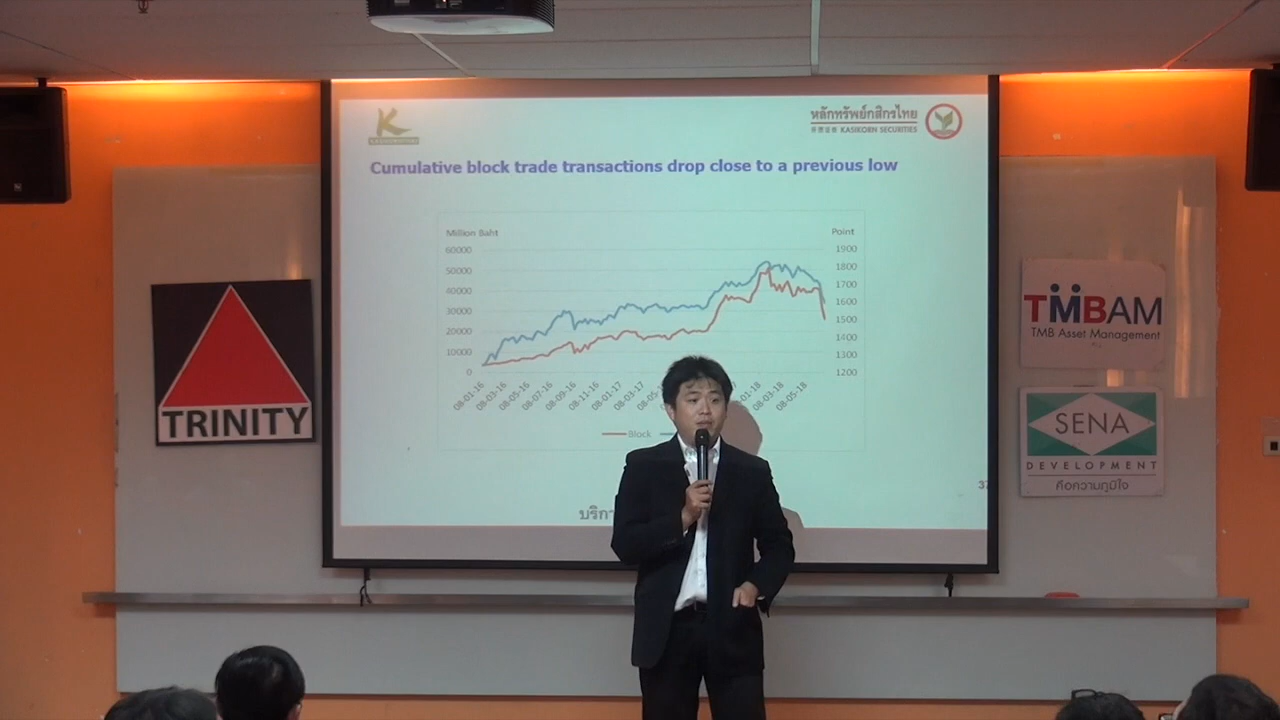 K
หลักทรัพย์กสิกรไทย
KASIKORN SECURITIES
Cumulative block trade transactions drop close to a previous low
Million Baht
Point
60000
50000
40000
30000
20000
10000
0
1900
1800
1700
1600
1500
1400
1300
1200
08-01-16
08-03-16
08-05-16
08-07-16
08-09-16
08-11-16
08-01-17
08-03-17
08-01-18
08-03-18
08-05-18
Block
37
TRINITY
TMBAM
TMB Asset Management
SENA
DEVELOPMENT
คือความภูมิใจ